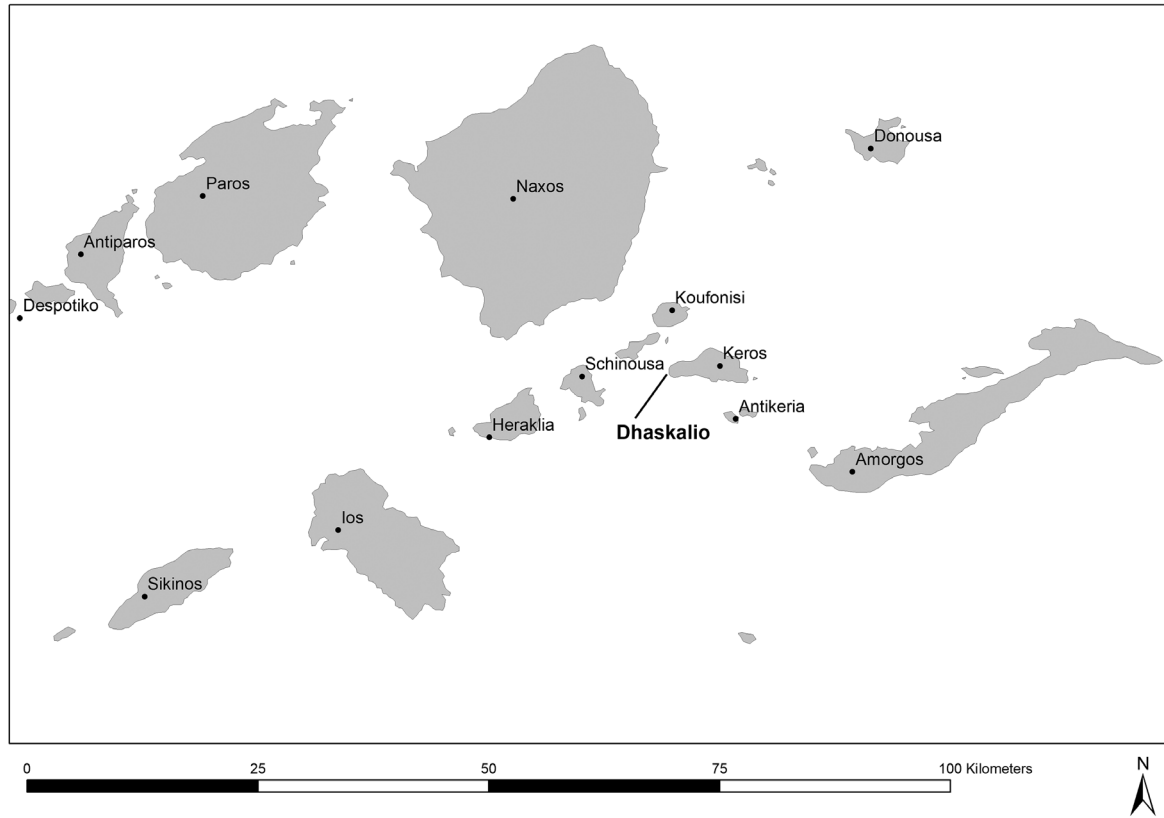 Donousa
Paros
Naxos
Antiparos
Despotiko
Koufonisi
Schinousa
Keros
Antikeria
Heraklia
Dhaskalio
Amorgos
Ios
Sikinos
0 25 50 75 100 Kilometers
N